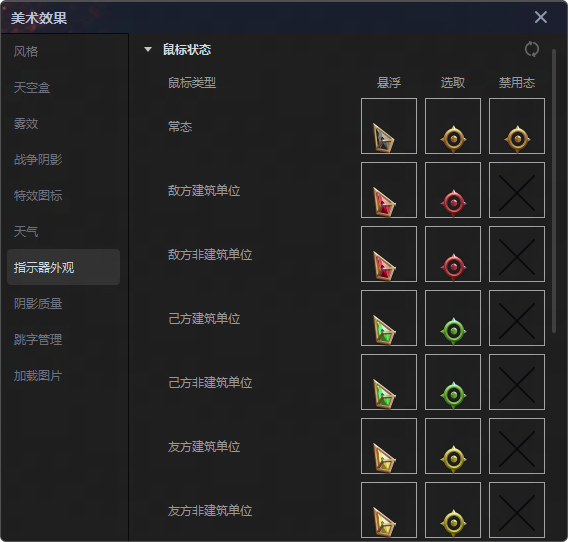 美术效果
风格
天空盒
雾效
战争阴影
特效图标
天气
指示器外观
阴影质量
跳字管理
加载图片
鼠标状态
鼠标类型 悬浮 选取 禁用态
常态
敌方建筑单位
敌方非建筑单位
己方建筑单位
己方非建筑单位
友方建筑单位
友方非建筑单位